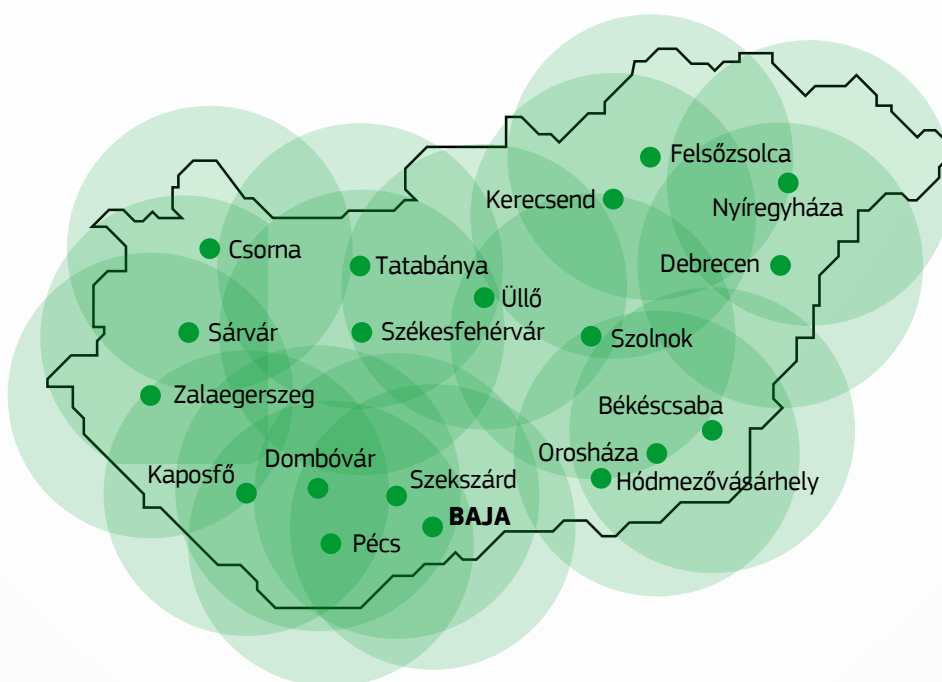 Felsőzsolca
Kerecsend
Nyíregyháza
Csorna
Tatabánya
Debrecen
Üllő
Sárvár
Székesfehérvár
Szolnok
Zalaegerszeg
Békéscsaba
Dombóvár
Orosháza
Kaposfő
Szekszárd
Hódmezővásárhely
BAJA
Pécs